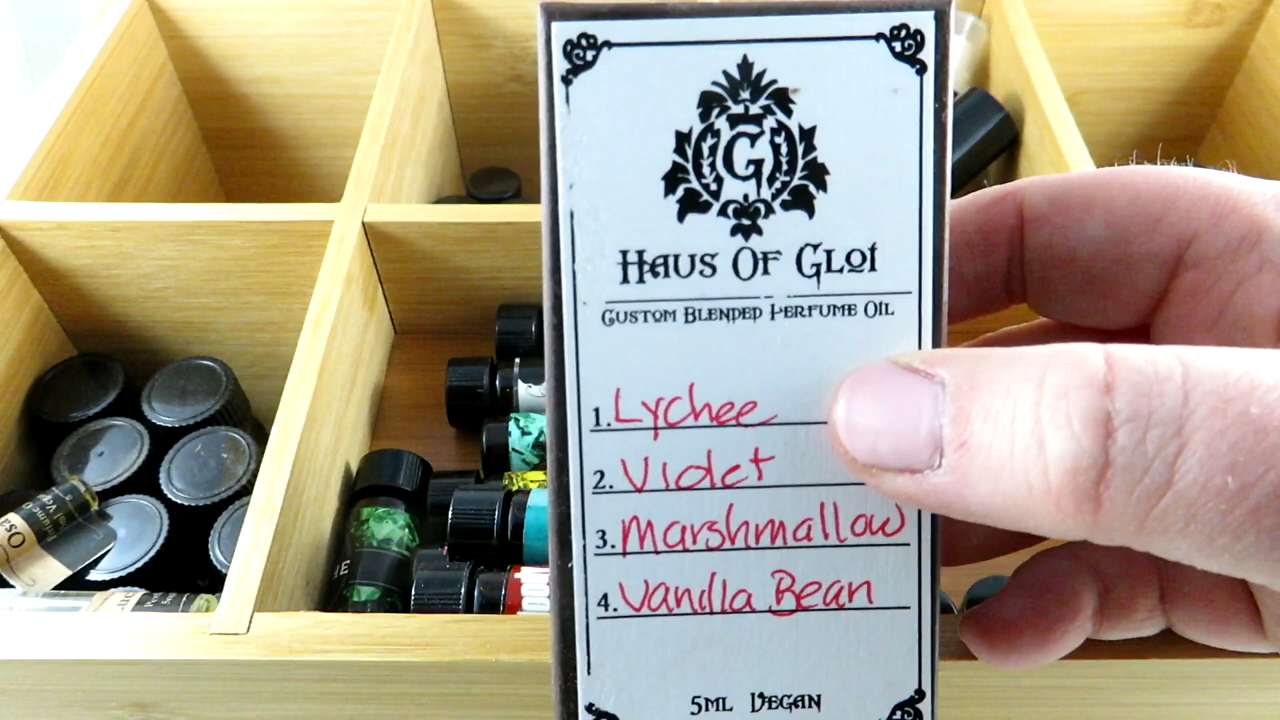 G
HAUS OF GLOI
CUSTOM BLENDED PERFUME OIL
1. Lychee
2. Violet
3. Marshmallow
4. Vanilla Bean
5ML VEGAN